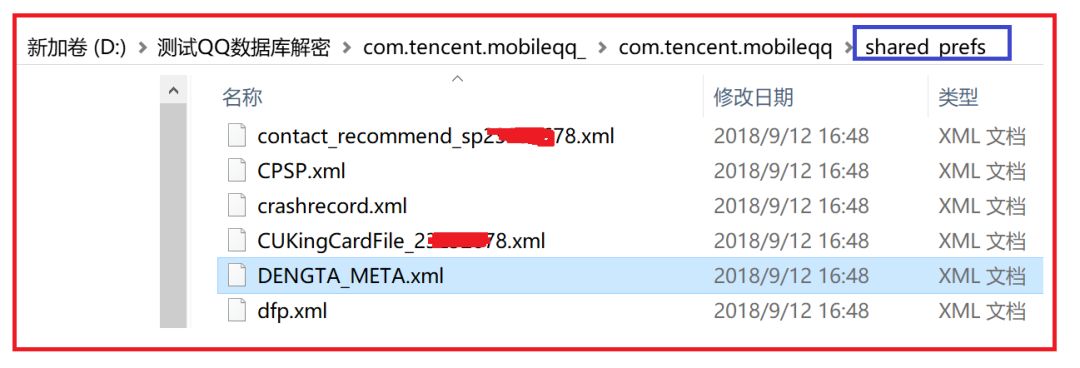 新加卷 (D:) > 测试QQ数据库解密 > com.tencent.mobileqq_ > com.tencent.mobileqq > shared_prefs
名称 修改日期 类型
contact_recommend_sp2 78.xml 2018/9/12 16:48 XML 文档
CPSP.xml 2018/9/12 16:48 XML 文档
crashrecord.xml 2018/9/12 16:48 XML 文档
CUKingCardFile_2 78.xml 2018/9/12 16:48 XML 文档
DENGTA_META.xml 2018/9/12 16:48 XML 文档
dfp.xml 2018/9/12 16:48 XML 文档